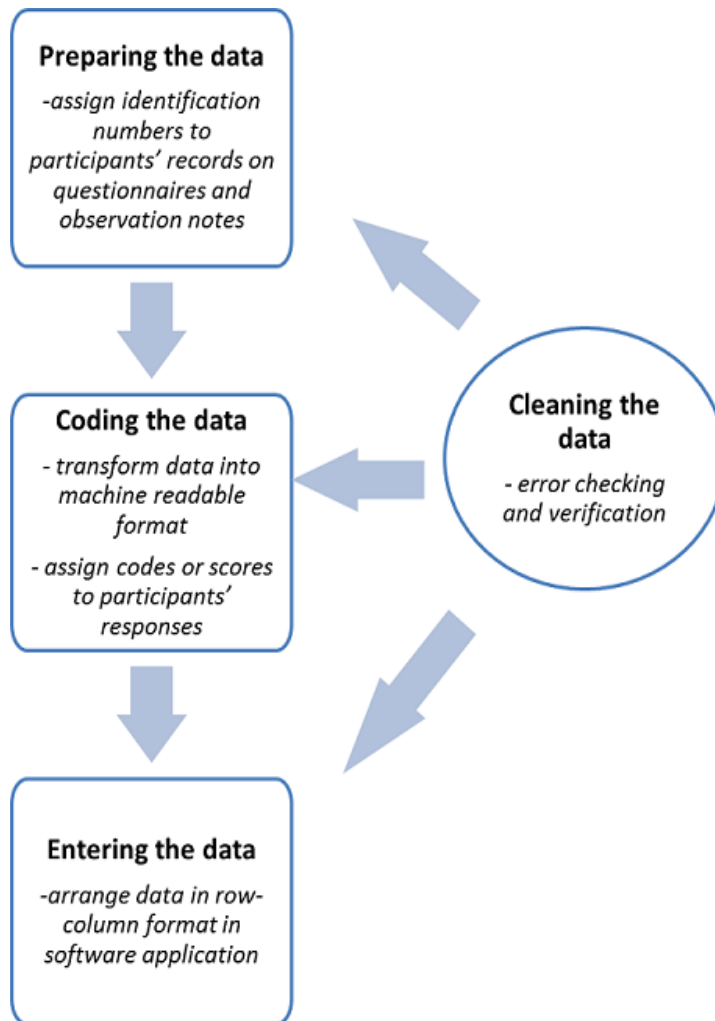 Preparing the data
-assign identification
numbers to
participants’ records on
questionnaires and
observation notes
Coding the data
- transform data into
machine readable
format
- assign codes or scores
to participants’
responses
Entering the data
-arrange data in row-
column format in
software application
Cleaning the
data
- error checking
and verification